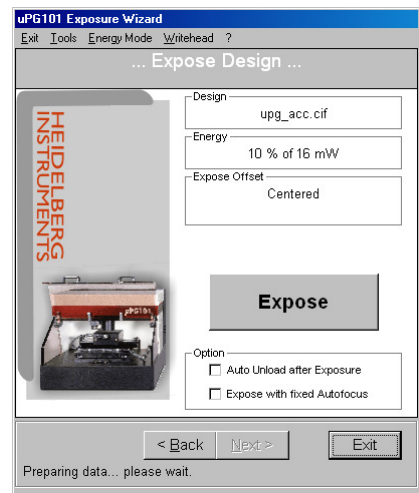 uPG101 Exposure Wizard
Exit Tools Energy Mode Writehead ?
... Expose Design ...
HEIDELBERG
INSTRUMENTS
µPG101
Design
upg_acc.cif
Energy
10 % of 16 mW
Expose Offset
Centered
Expose
Option
Auto Unload after Exposure
Expose with fixed Autofocus
< Back Next > Exit
Preparing data... please wait.